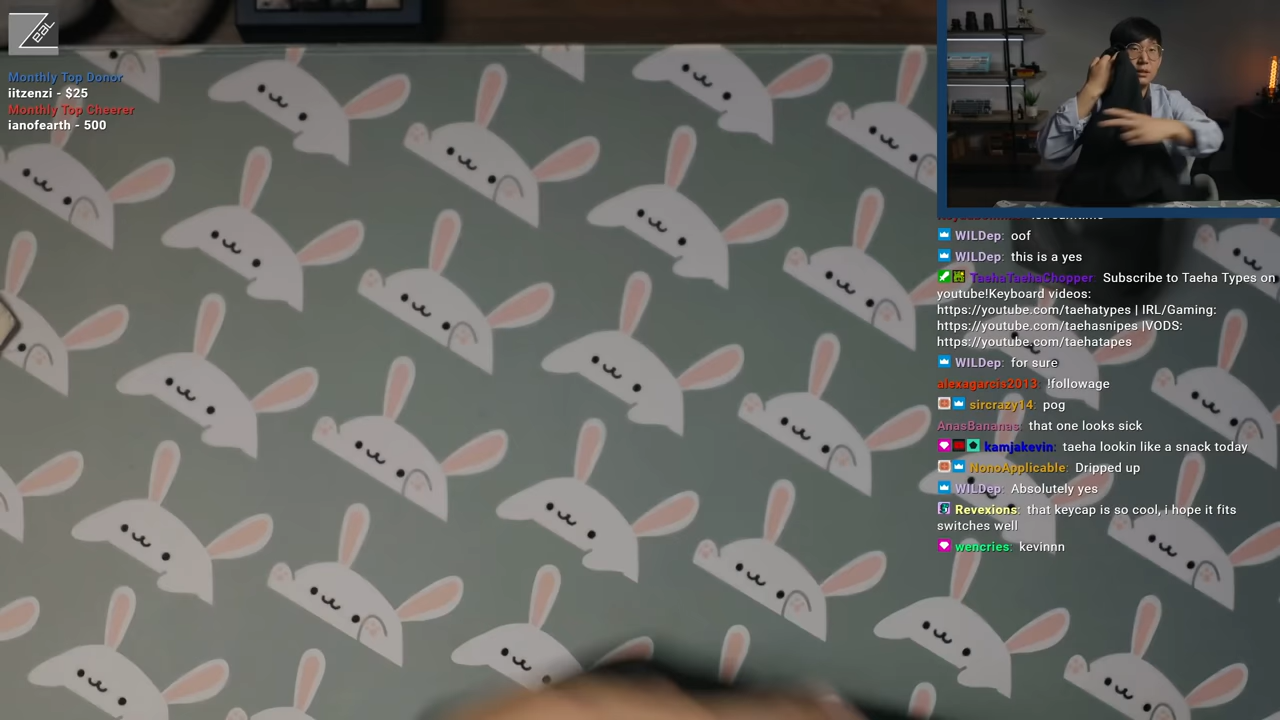 Zeal
Monthly Top Donor
iitzenzi - $25
Monthly Top Cheerer
ianofearth - 500
WILDep: oof
WILDep: this is a yes
TaehaTaehaChopper: Subscribe to Taeha Types on
youtube!Keyboard videos:
https://youtube.com/taehatypes | IRL/Gaming:
https://youtube.com/taehasnipes |VODS:
https://youtube.com/taehatapes
WILDep: for sure
alexagarcis2013: !followage
sircrazy14: pog
AnasBananas: that one looks sick
kamjakevin: taeha lookin like a snack today
NonoApplicable: Dripped up
WILDep: Absolutely yes
Revexions: that keycap is so cool, i hope it fits
switches well
wencries: kevinnn